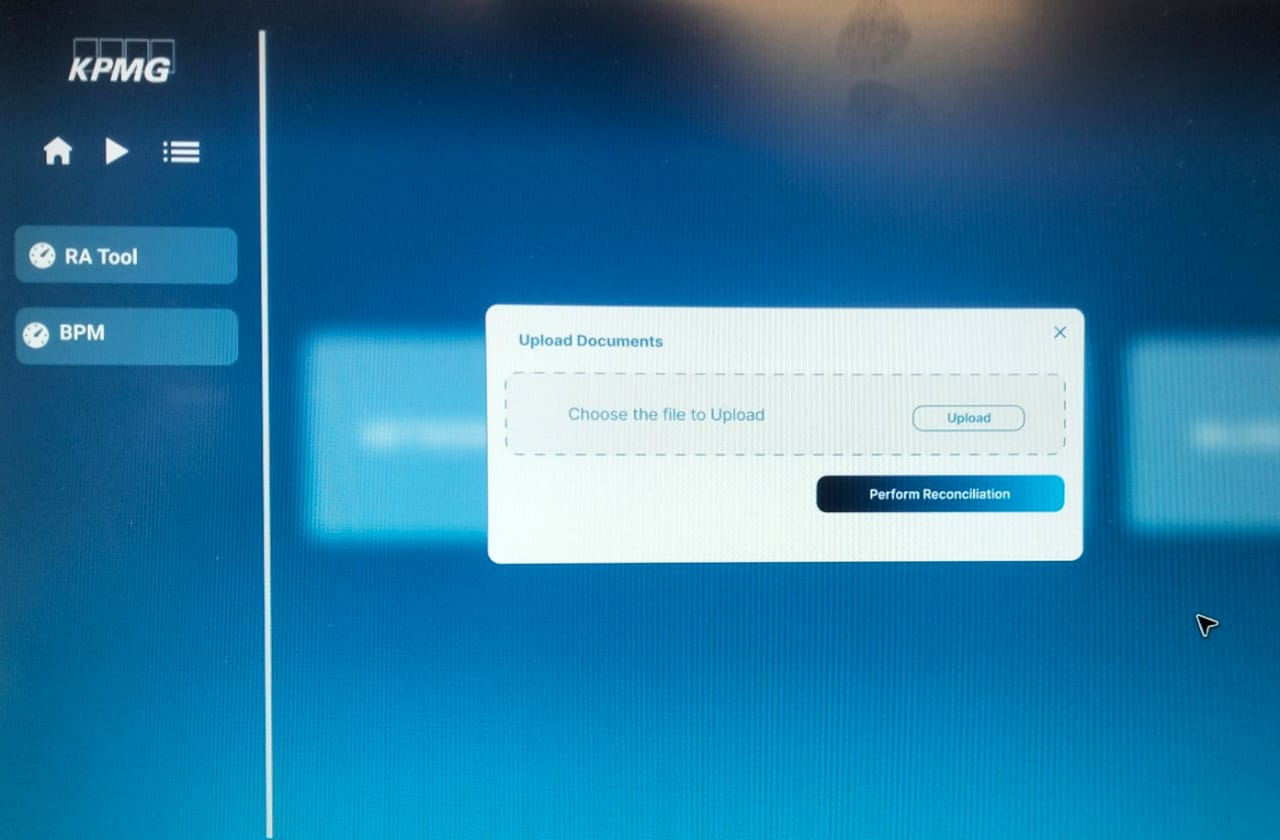 KPMG
RA Tool
BPM
Upload Documents
Choose the file to Upload
Upload
Perform Reconciliation